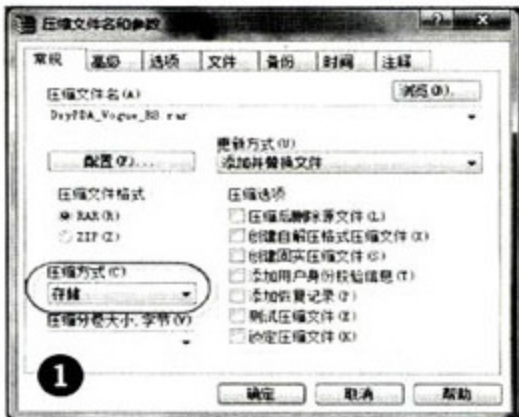 压缩文件名和参数
常规 高级 选项 文件 备份 时间 注释
压缩文件名(A) 浏览(B)...
DsyPDA_Vogue_BS.rar
更新方式(U)
配置(F)... 添加并替换文件
压缩文件格式 压缩选项
RAR(R) 压缩后删除源文件(L)
ZIP(Z) 创建自解压格式压缩文件(X)
创建固实压缩文件(S)
压缩方式(C) 添加用户身份校验信息(T)
存储 添加恢复记录(P)
压缩分卷大小,字节(V) 测试压缩文件(E)
锁定压缩文件(K)
1
确定 取消 帮助